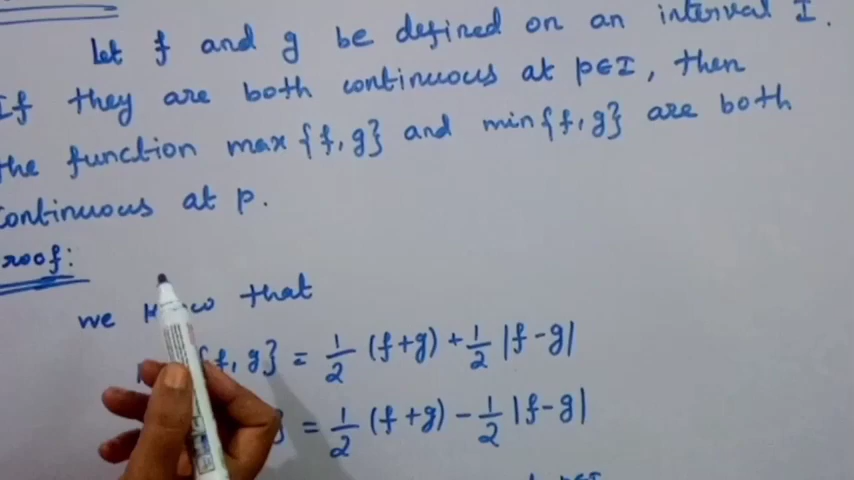 Let f and g be defined on an interval I.
If they are both continuous at p∈I, then
the function max {f, g} and min {f, g} are both
continuous at p.
roof:
we that
{f, g} = 1/2 (f+g) + 1/2 |f-g|
} = 1/2 (f+g) - 1/2 |f-g|